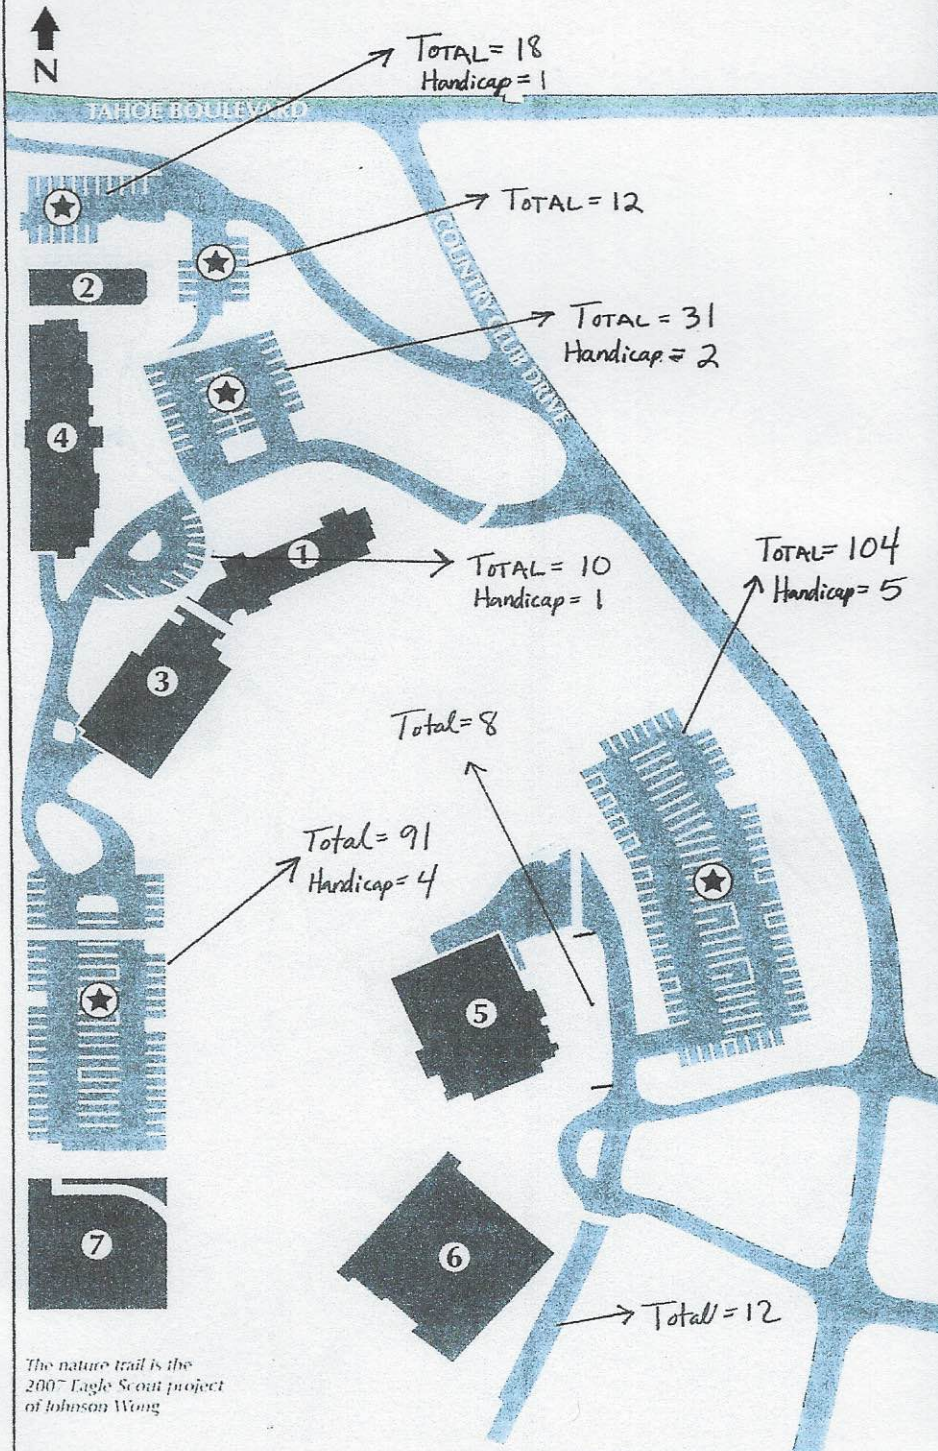 TOTAL = 18
Handicap = 1
N
TAHOE BOULEVARD
TOTAL = 12
COUNTRY CLUB DRIVE
2
TOTAL = 31
Handicap = 2
4
1
TOTAL = 10
Handicap = 1
TOTAL = 104
Handicap = 5
3
Total = 8
Total = 91
Handicap = 4
5
7
6
Total = 12
The nature trail is the
2007 Eagle Scout project
of Johnson Wong